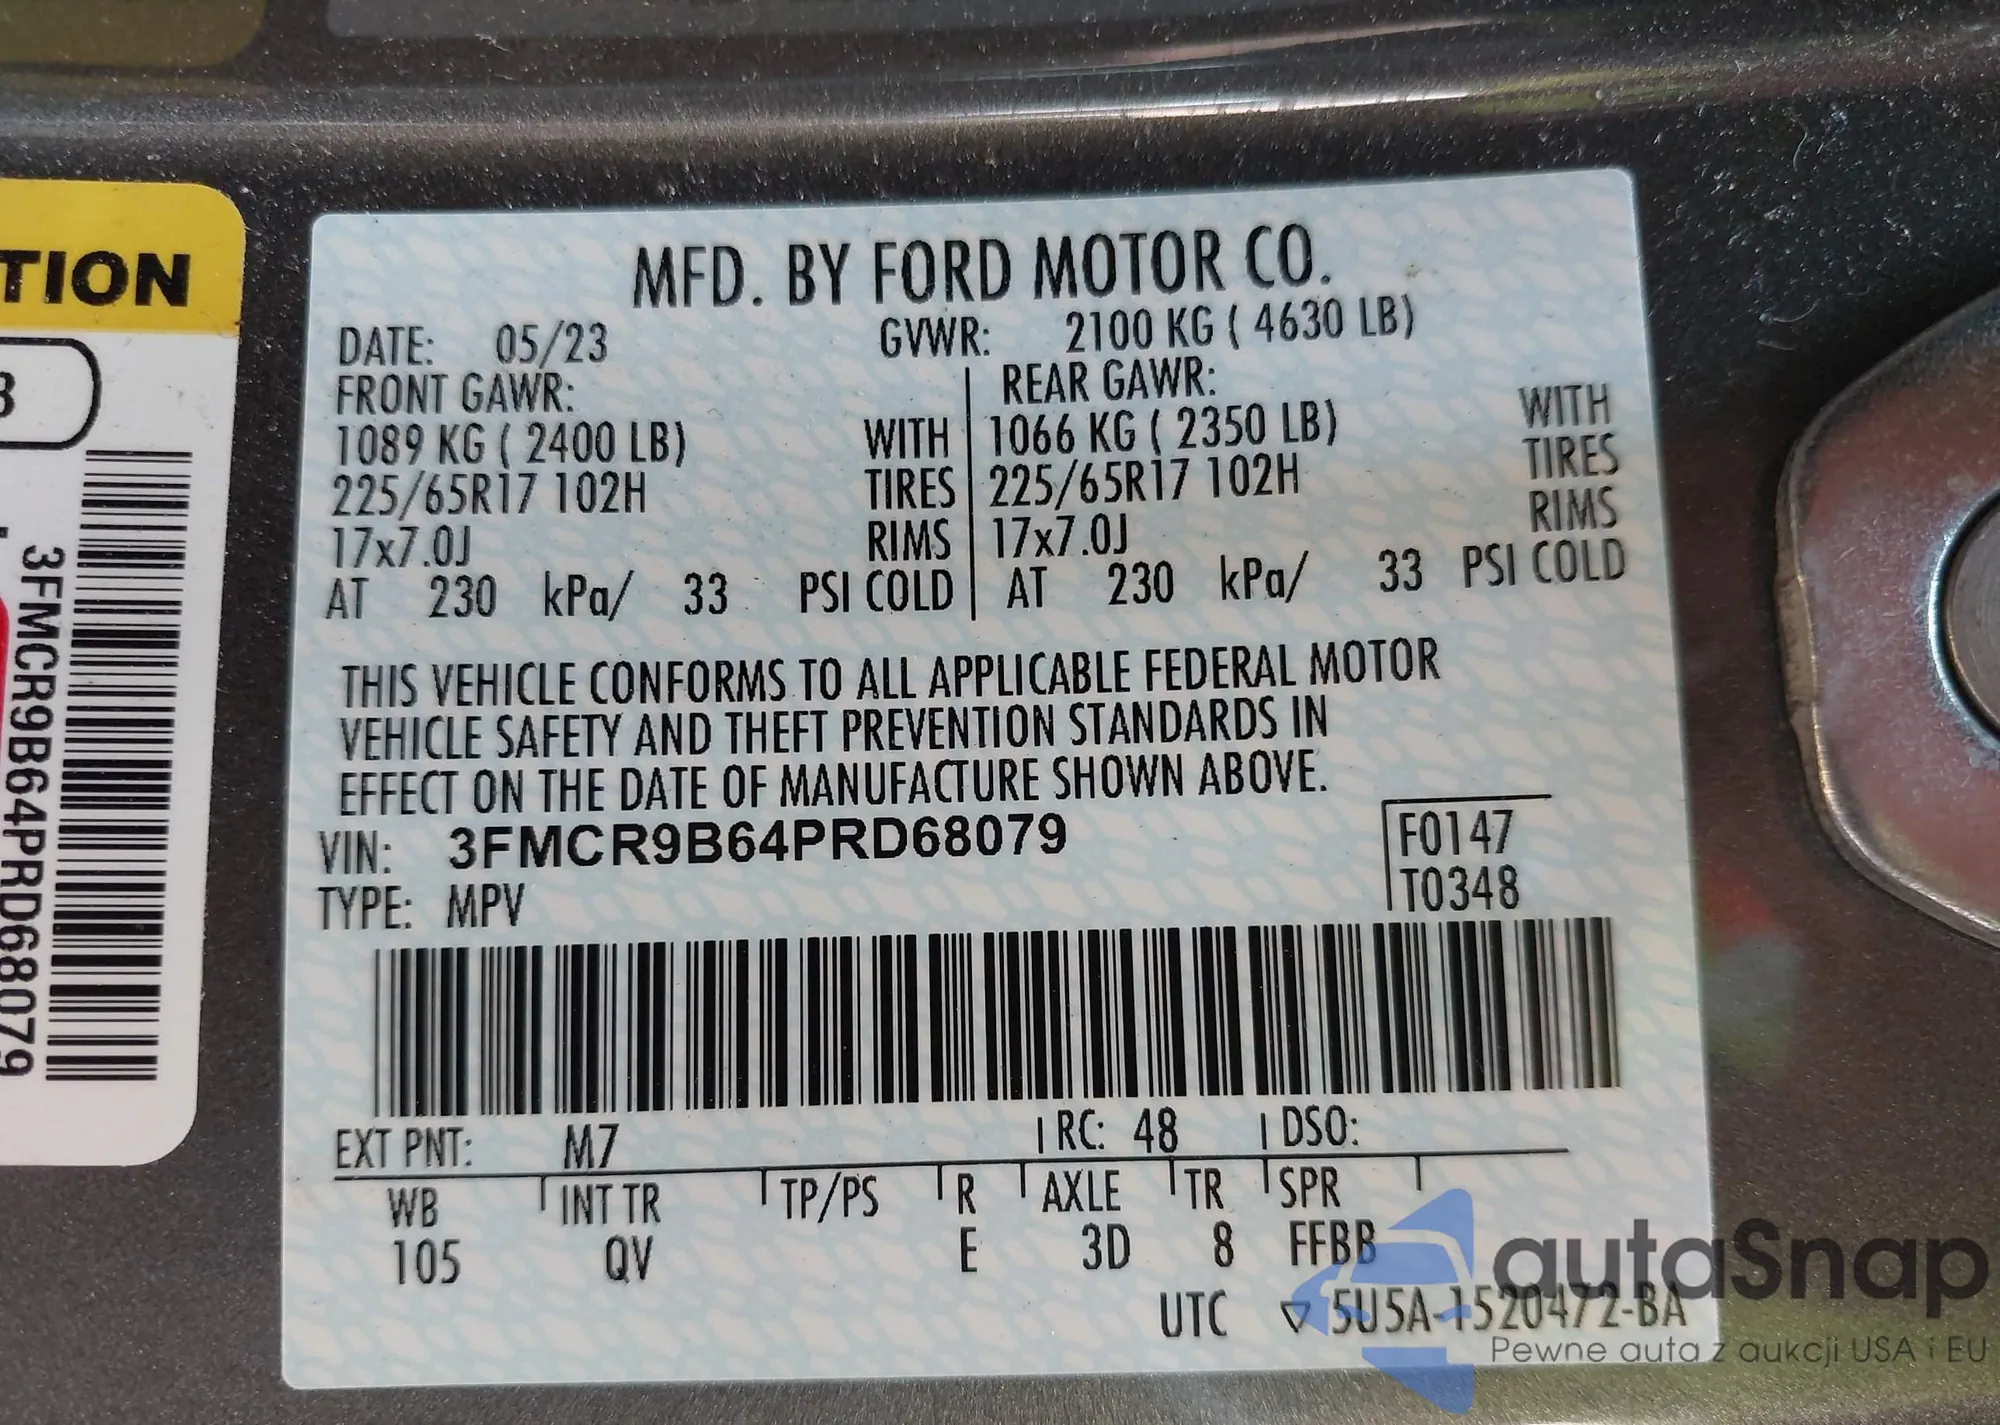 TION
3
3FMCR9B64PRD68079
MFD. BY FORD MOTOR CO.
DATE: 05/23 GVWR: 2100 KG ( 4630 LB)
FRONT GAWR: REAR GAWR:
1089 KG ( 2400 LB) WITH 1066 KG ( 2350 LB) WITH
225/65R17 102H TIRES 225/65R17 102H TIRES
17x7.0J RIMS 17x7.0J RIMS
AT 230 kPa/ 33 PSI COLD AT 230 kPa/ 33 PSI COLD
THIS VEHICLE CONFORMS TO ALL APPLICABLE FEDERAL MOTOR
VEHICLE SAFETY AND THEFT PREVENTION STANDARDS IN
EFFECT ON THE DATE OF MANUFACTURE SHOWN ABOVE.
VIN: 3FMCR9B64PRD68079 F0147
TYPE: MPV T0348
EXT PNT: M7 RC: 48 DSO:
WB INT TR TP/PS R AXLE TR SPR
105 QV E 3D 8 FFBB
UTC ▽ 5U5A-1520472-BA
autaSnap
Pewne auta z aukcji USA i EU